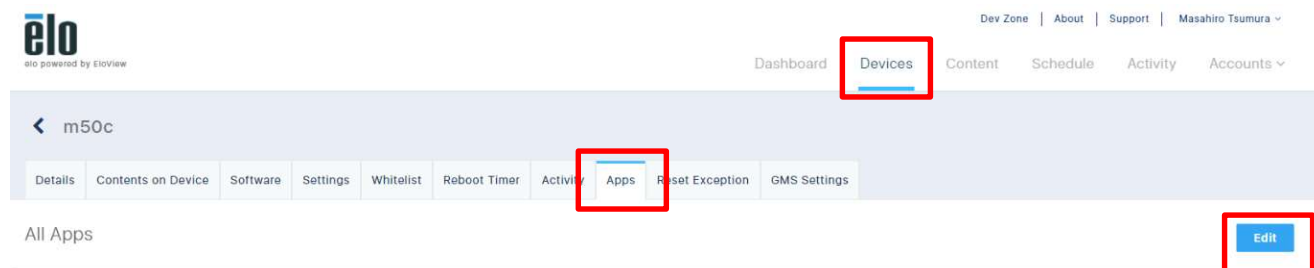 Dev Zone | About | Support | Masahiro Tsumura
ēlo
elo powered by EloView
Dashboard Devices Content Schedule Activity Accounts
m50c
Details Contents on Device Software Settings Whitelist Reboot Timer Activity Apps Reset Exception GMS Settings
All Apps Edit